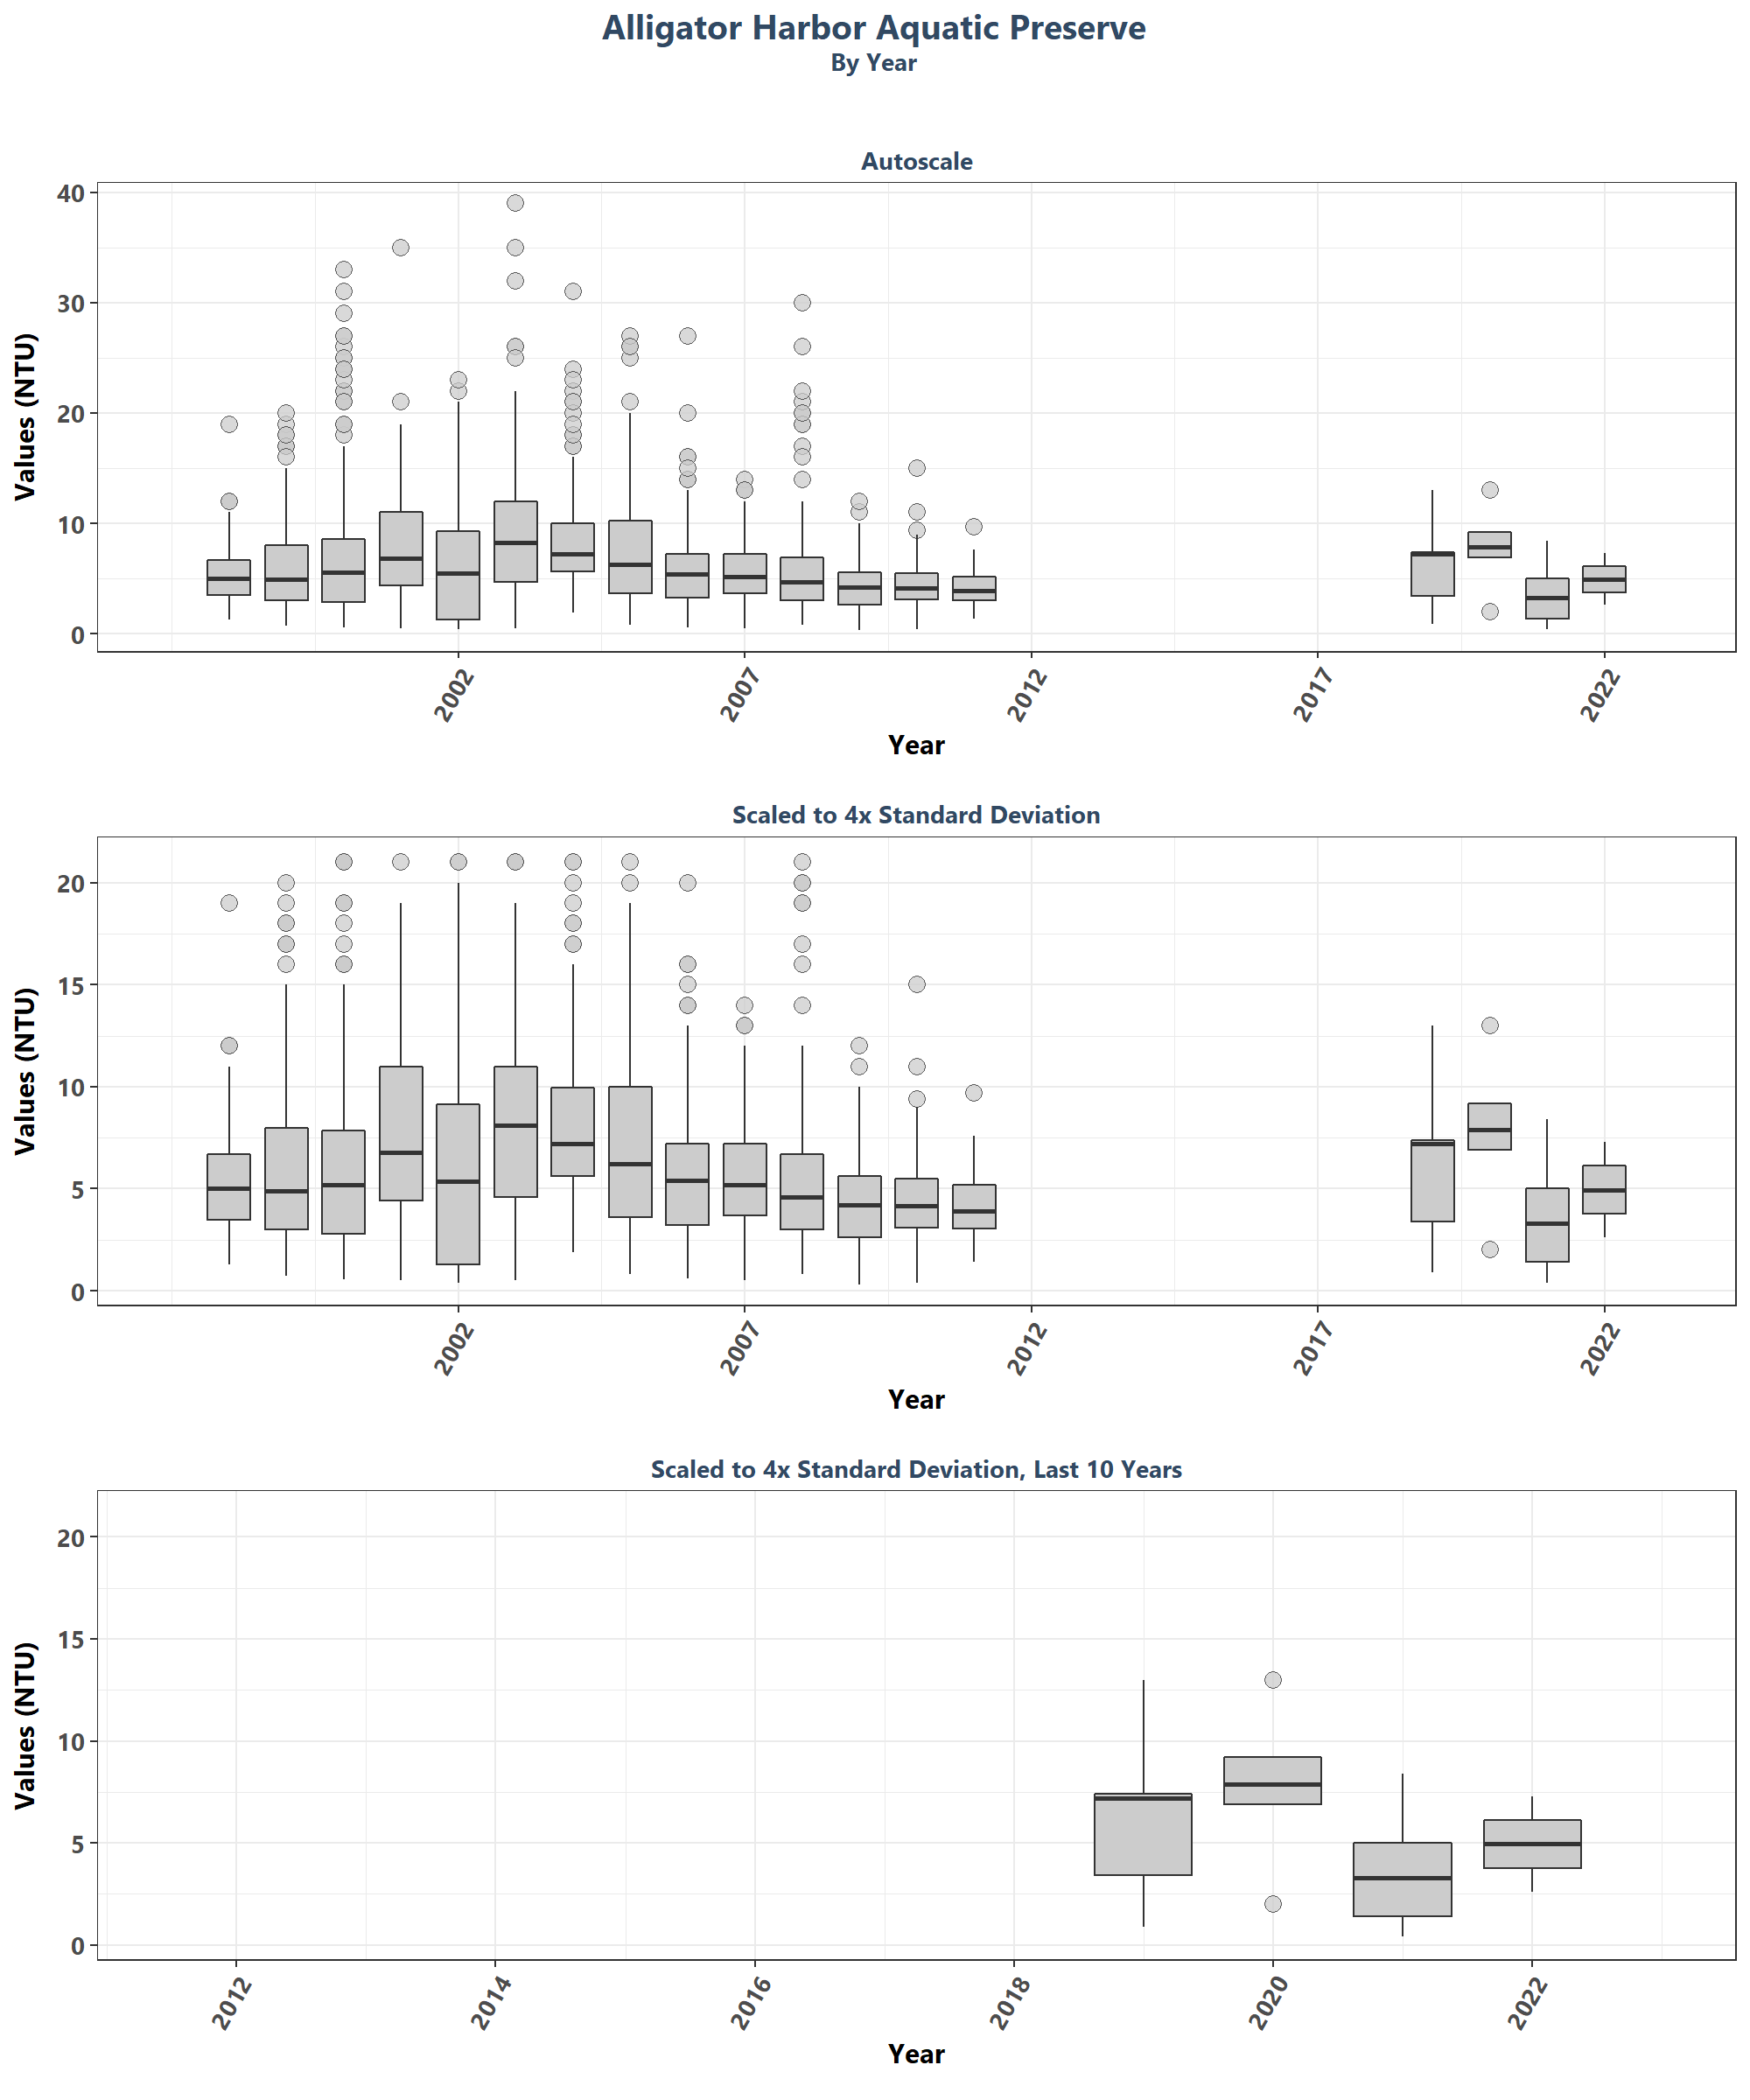 Alligator Harbor Aquatic Preserve
By Year
Autoscale
Values (NTU)
40
30
20
10
0
2002 2007 2012 2017 2022
Year
Scaled to 4x Standard Deviation
Values (NTU)
20
15
10
5
0
2002 2007 2012 2017 2022
Year
Scaled to 4x Standard Deviation, Last 10 Years
Values (NTU)
20
15
10
5
0
2012 2014 2016 2018 2020 2022
Year